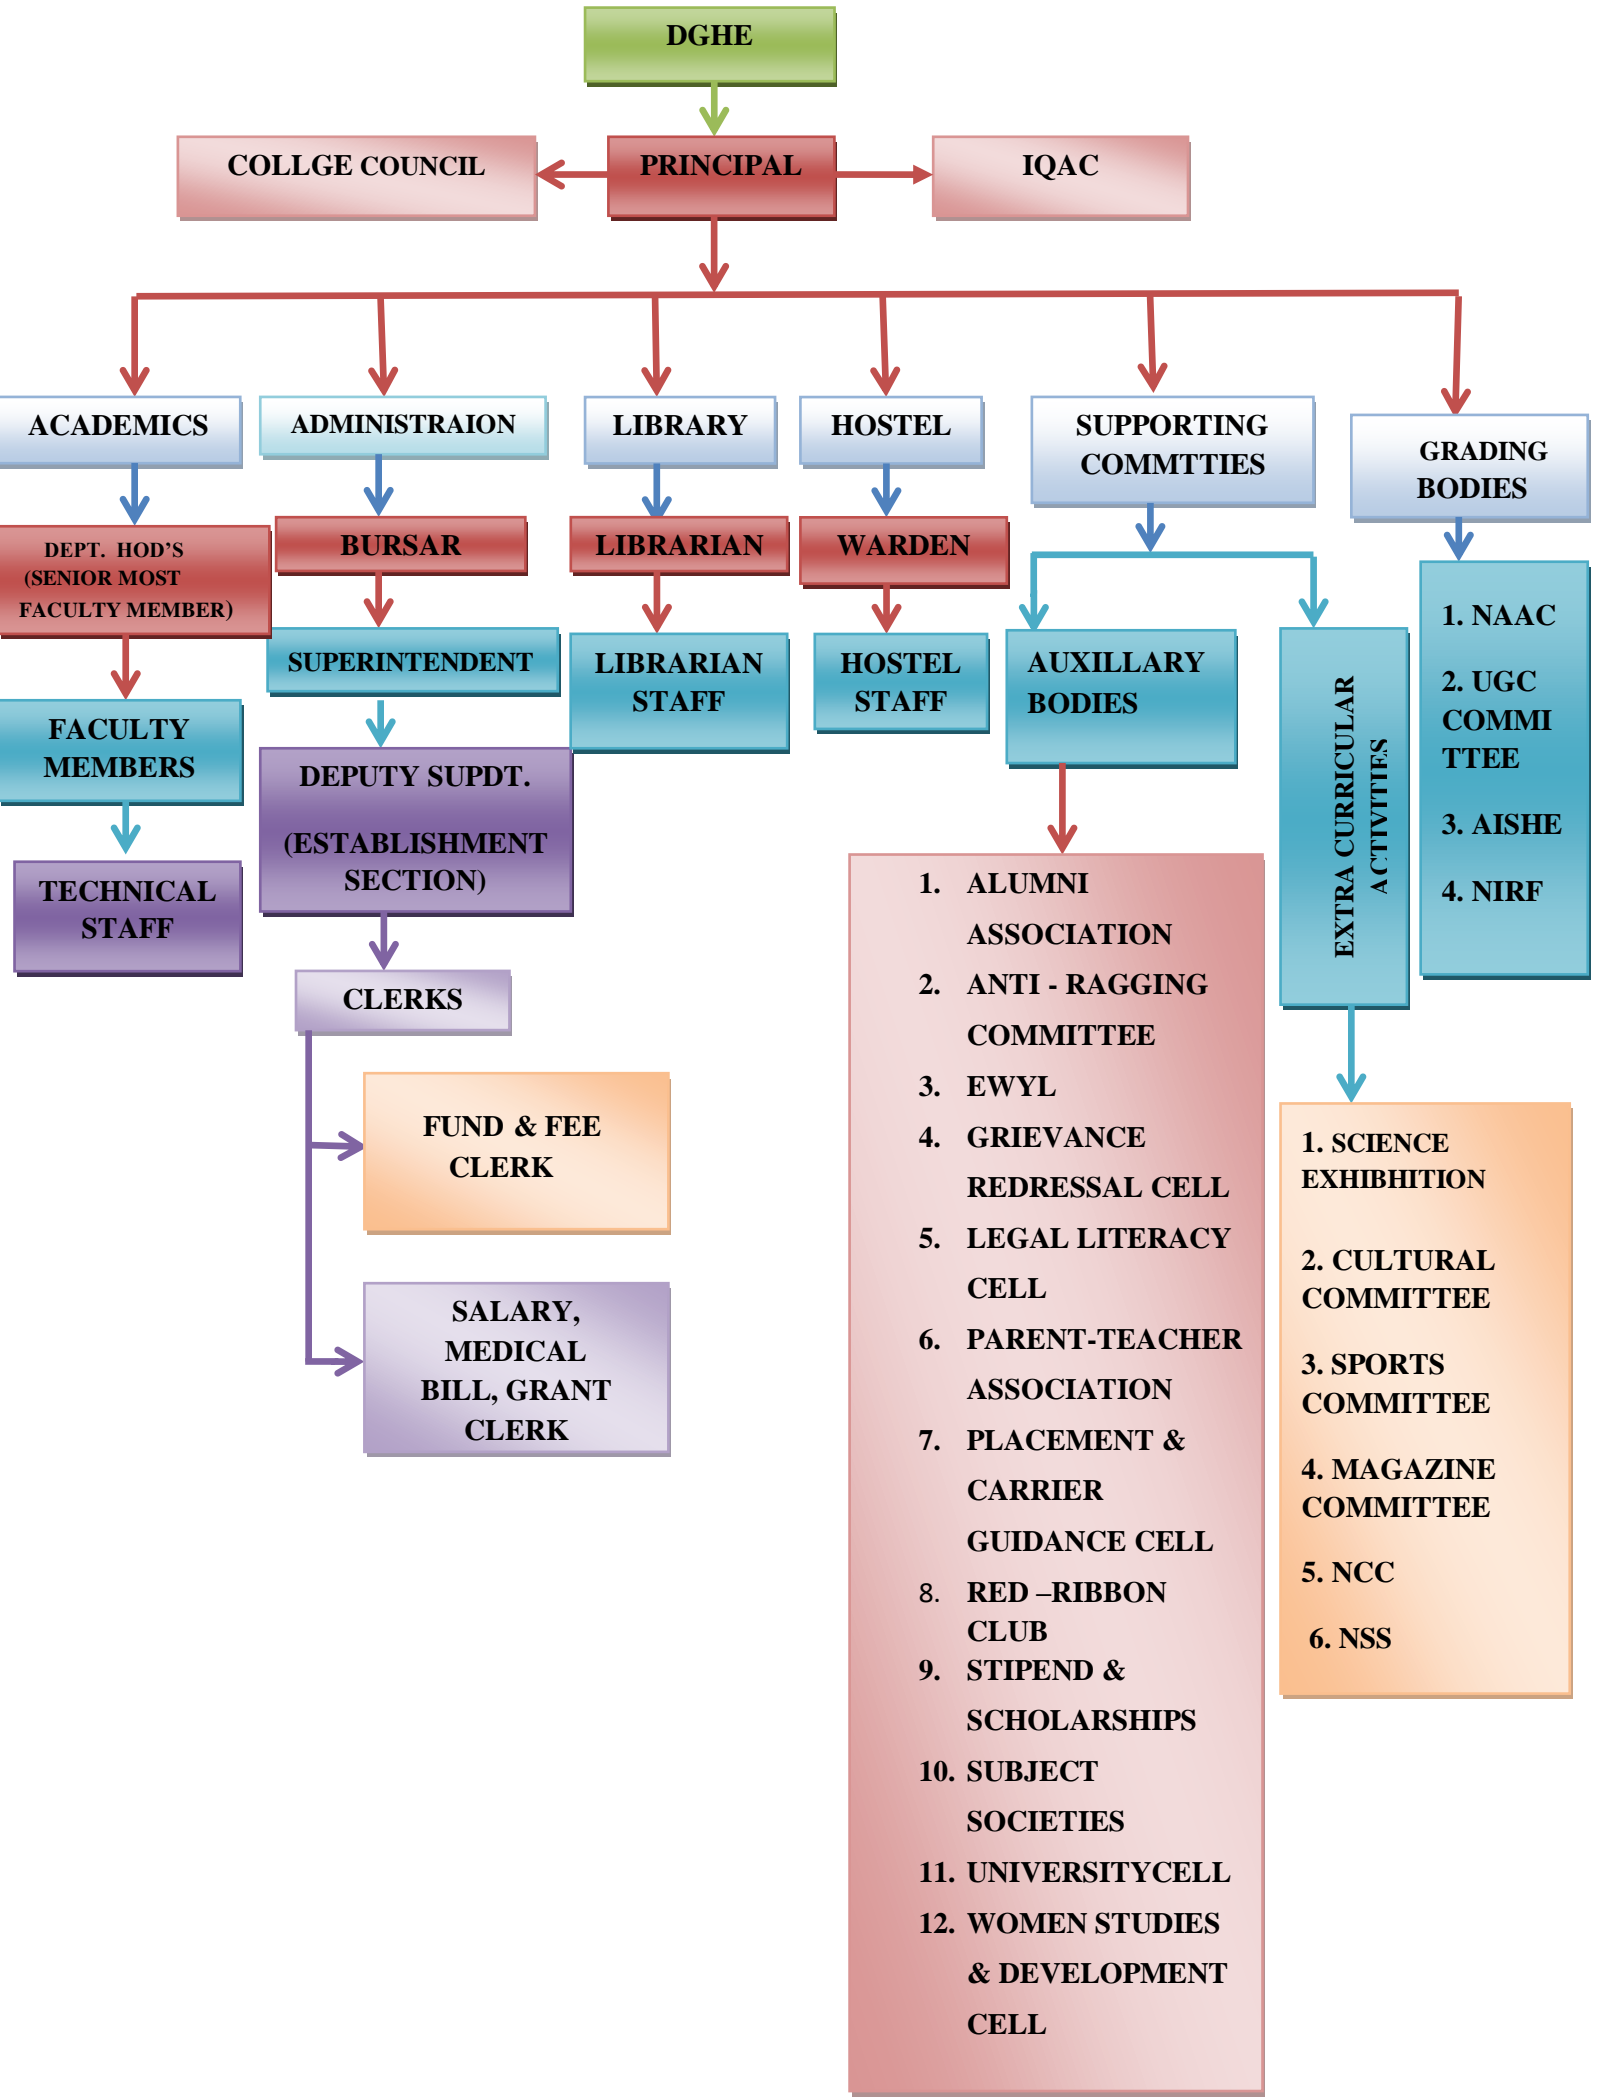 DGHE
COLLGE COUNCIL
PRINCIPAL
IQAC
ACADEMICS
ADMINISTRAION
LIBRARY
HOSTEL
SUPPORTING
COMMTTIES
GRADING
BODIES
DEPT. HOD'S
(SENIOR MOST
FACULTY MEMBER)
BURSAR
LIBRARIAN
WARDEN
FACULTY
MEMBERS
SUPERINTENDENT
LIBRARIAN
STAFF
HOSTEL
STAFF
AUXILLARY
BODIES
EXTRA CURRICULAR
ACTIVITIES
1. NAAC
2. UGC
COMMI
TTEE
3. AISHE
4. NIRF
TECHNICAL
STAFF
DEPUTY SUPDT.
(ESTABLISHMENT
SECTION)
CLERKS
FUND & FEE
CLERK
SALARY,
MEDICAL
BILL, GRANT
CLERK
1. ALUMNI
ASSOCIATION
2. ANTI - RAGGING
COMMITTEE
3. EWYL
4. GRIEVANCE
REDRESSAL CELL
5. LEGAL LITERACY
CELL
6. PARENT-TEACHER
ASSOCIATION
7. PLACEMENT &
CARRIER
GUIDANCE CELL
8. RED –RIBBON
CLUB
9. STIPEND &
SCHOLARSHIPS
10. SUBJECT
SOCIETIES
11. UNIVERSITYCELL
12. WOMEN STUDIES
& DEVELOPMENT
CELL
1. SCIENCE
EXHIBHITION
2. CULTURAL
COMMITTEE
3. SPORTS
COMMITTEE
4. MAGAZINE
COMMITTEE
5. NCC
6. NSS